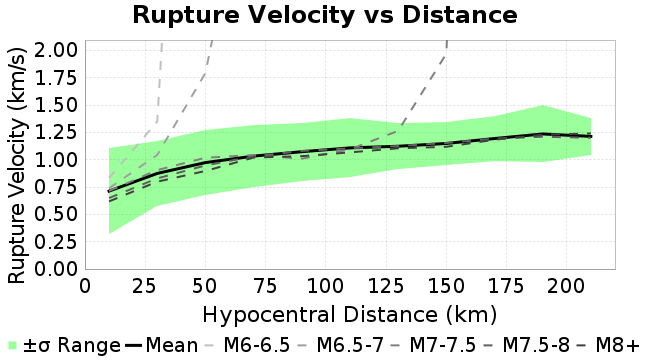 Rupture Velocity vs Distance
Rupture Velocity (km/s)
2.00
1.75
1.50
1.25
1.00
0.75
0.50
0.25
0.00
0 25 50 75 100 125 150 175 200
Hypocentral Distance (km)
±σ Range Mean M6-6.5 M6.5-7 M7-7.5 M7.5-8 M8+